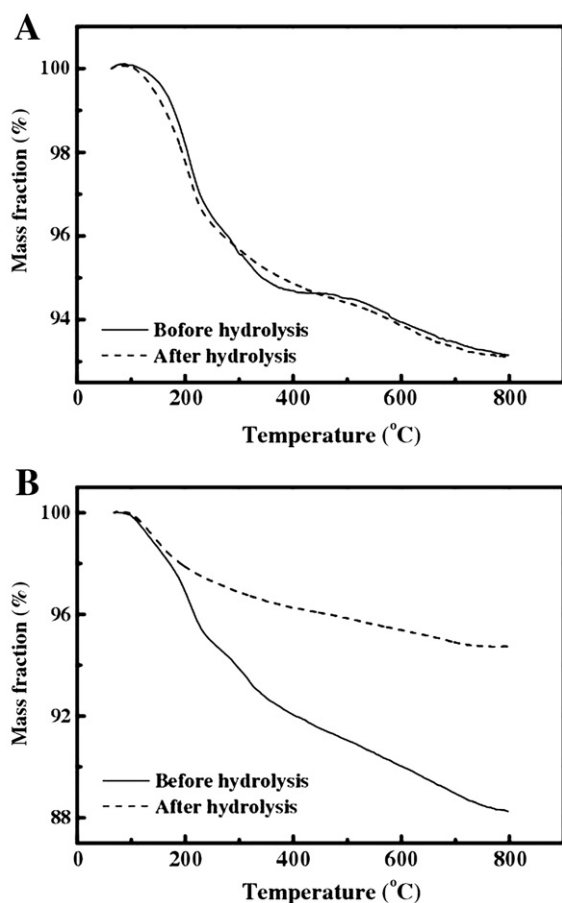 A
Mass fraction (%)
100
98
96
94
Bofore hydrolysis
After hydrolysis
0
200
400
600
800
Temperature (°C)
B
Mass fraction (%)
100
96
92
88
Before hydrolysis
After hydrolysis
0
200
400
600
800
Temperature (°C)